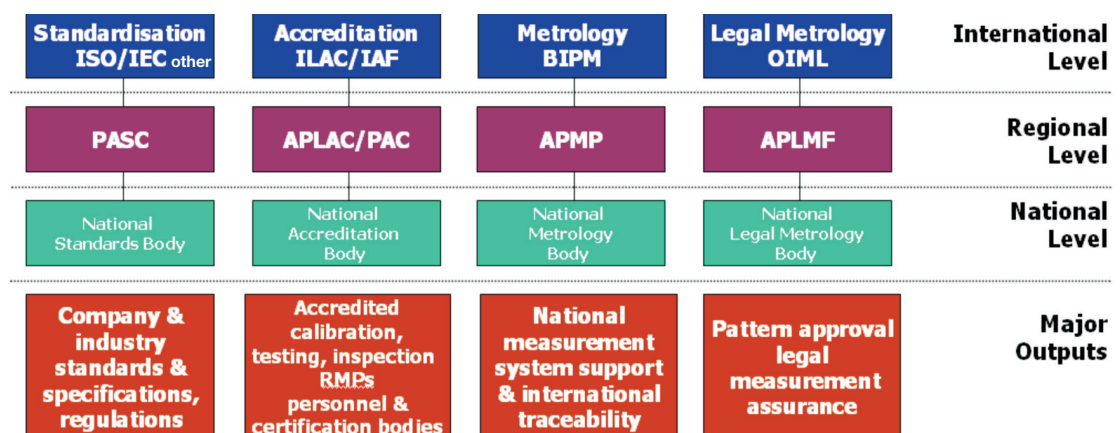 Standardisation
ISO/IEC other
Accreditation
ILAC/IAF
Metrology
BIPM
Legal Metrology
OIML
International
Level
PASC
APLAC/PAC
APMP
APLMF
Regional
Level
National
Standards Body
National
Accreditation
Body
National
Metrology
Body
National
Legal Metrology
Body
National
Level
Company &
industry
standards &
specifications,
regulations
Accredited
calibration,
testing, inspection
RMPs
personnel &
certification bodies
National
measurement
system support
& international
traceability
Pattern approval
legal
measurement
assurance
Major
Outputs